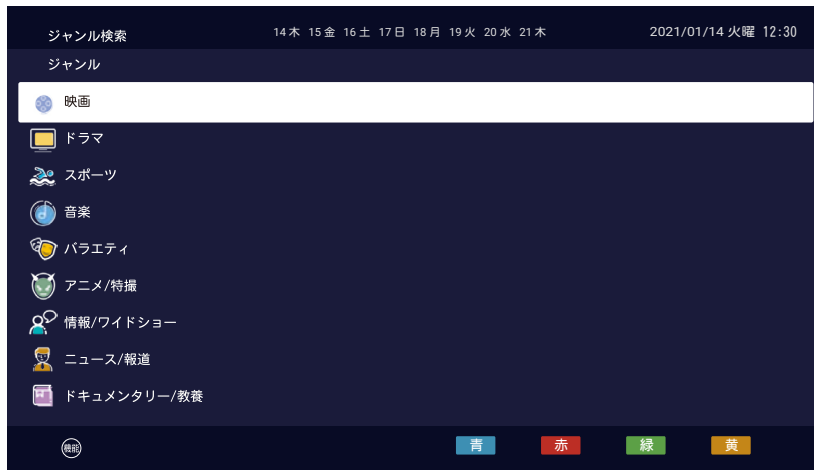 ジャンル検索 14木 15金 16土 17日 18月 19火 20水 21木 2021/01/14 火曜 12:30
ジャンル
映画
ドラマ
スポーツ
音楽
バラエティ
アニメ/特撮
情報/ワイドショー
ニュース/報道
ドキュメンタリー/教養
機能 青 赤 緑 黄